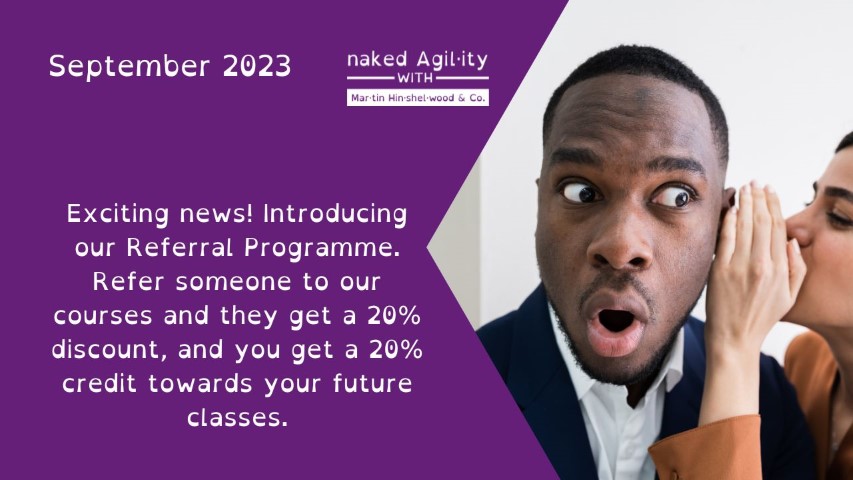 September 2023
naked Agil·ity
WITH
Mar·tin Hin·shel·wood & Co.
Exciting news! Introducing
our Referral Programme.
Refer someone to our
courses and they get a 20%
discount, and you get a 20%
credit towards your future
classes.